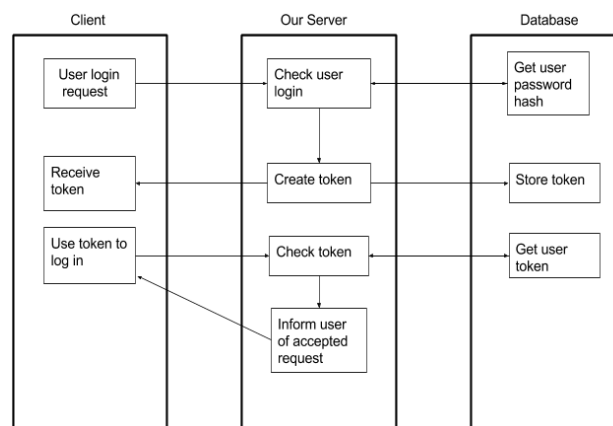 Client
Our Server
Database
User login
request
Check user
login
Get user
password
hash
Receive
token
Create token
Store token
Use token to
log in
Check token
Get user
token
Inform user
of accepted
request